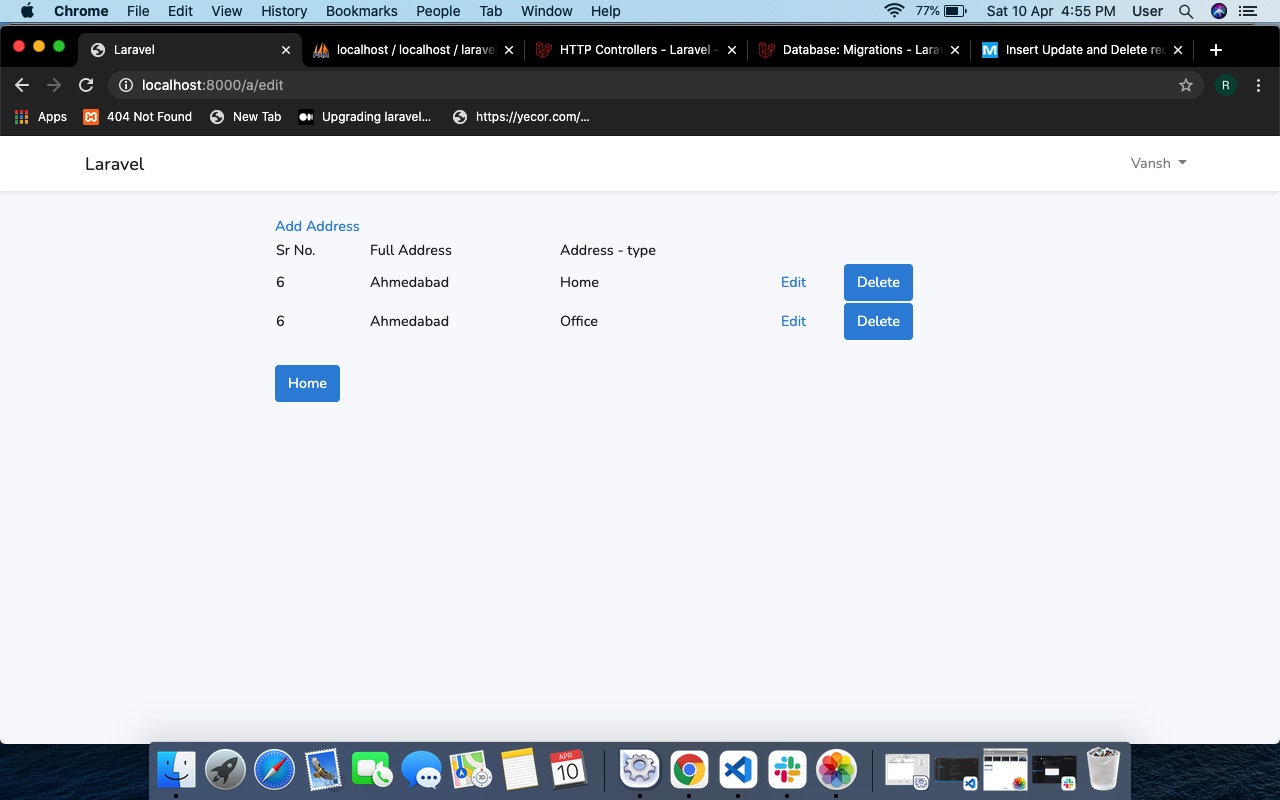 Chrome File Edit View History Bookmarks People Tab Window Help 77% Sat 10 Apr 4:55 PM User
Laravel localhost / localhost / larave HTTP Controllers - Laravel - Database: Migrations - Lara Insert Update and Delete rec
localhost:8000/a/edit R
Apps 404 Not Found New Tab Upgrading laravel... https://yecor.com/...
Laravel Vansh
Add Address
Sr No. Full Address Address - type
6 Ahmedabad Home Edit Delete
6 Ahmedabad Office Edit Delete
Home
APR
10